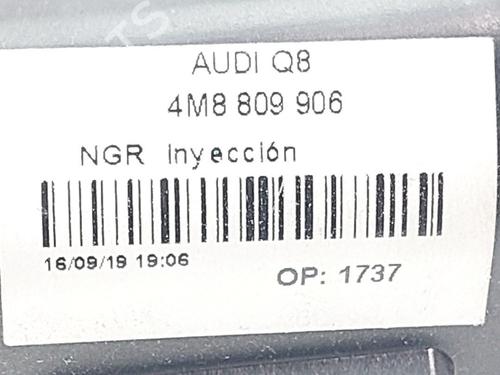 AUDI Q8
4M8 809 906
NGR Inyección
16/09/19 19:06
OP: 1737